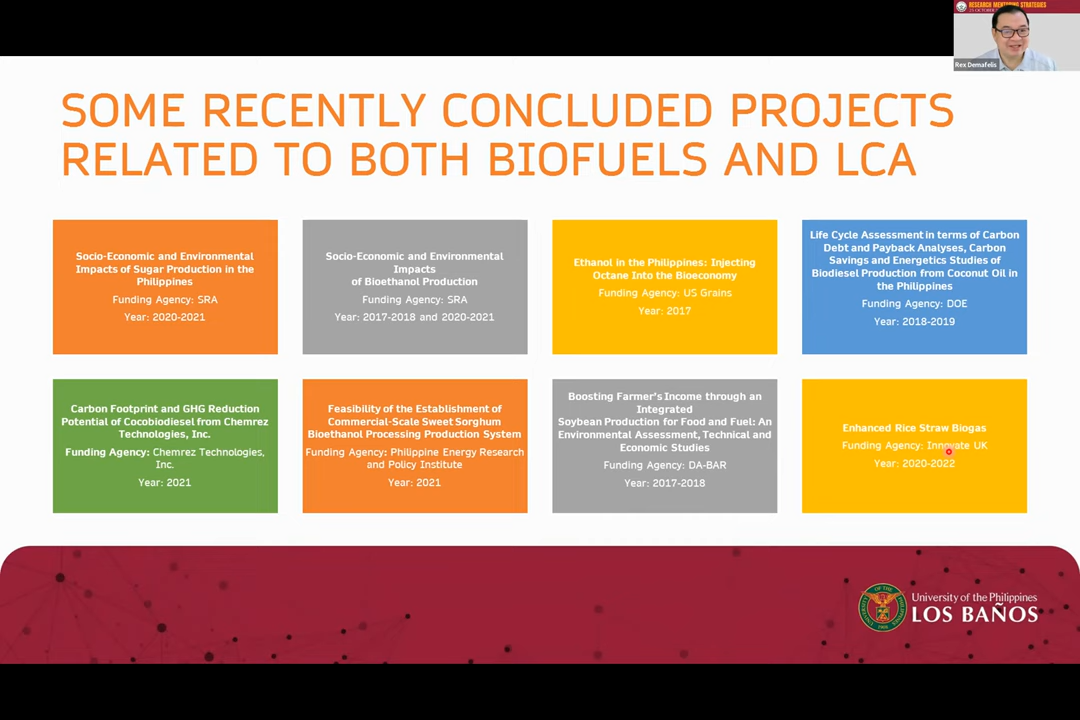 RESEARCH MENTORING STRATEGIES
Rex Demafelis
SOME RECENTLY CONCLUDED PROJECTS
RELATED TO BOTH BIOFUELS AND LCA
Socio-Economic and Environmental
Impacts of Sugar Production in the
Philippines
Funding Agency: SRA
Year: 2020-2021
Socio-Economic and Environmental
Impacts
of Bioethanol Production
Funding Agency: SRA
Year: 2017-2018 and 2020-2021
Ethanol in the Philippines: Injecting
Octane Into the Bioeconomy
Funding Agency: US Grains
Year: 2017
Life Cycle Assessment in terms of Carbon
Debt and Payback Analyses, Carbon
Savings and Energetics Studies of
Biodiesel Production from Coconut Oil in
the Philippines
Funding Agency: DOE
Year: 2018-2019
Carbon Footprint and GHG Reduction
Potential of Cocobiodiesel from Chemrez
Technologies, Inc.
Funding Agency: Chemrez Technologies,
Inc.
Year: 2021
Feasibility of the Establishment of
Commercial-Scale Sweet Sorghum
Bioethanol Processing Production System
Funding Agency: Philippine Energy Research
and Policy Institute
Year: 2021
Boosting Farmer's Income through an
Integrated
Soybean Production for Food and Fuel: An
Environmental Assessment, Technical and
Economic Studies
Funding Agency: DA-BAR
Year: 2017-2018
Enhanced Rice Straw Biogas
Funding Agency: Innovate UK
Year: 2020-2022
University of the Philippines
LOS BAÑOS